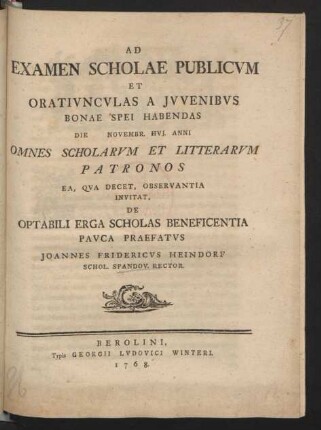 37
AD
EXAMEN SCHOLAE PUBLICVM
ET
ORATIVNCVLAS A JVVENIBVS
BONAE SPEI HABENDAS
DIE NOVEMBR. HVI. ANNI
OMNES SCHOLARVM ET LITTERARVM
PATRONOS
EA, QVA DECET, OBSERVANTIA
INVITAT,
DE
OPTABILI ERGA SCHOLAS BENEFICENTIA
PAVCA PRAEFATVS
JOANNES FRIDERICVS HEINDORF
SCHOL. SPANDOV. RECTOR.
BEROLINI,
Typis GEORGII LVDOVICI WINTERI.
1768.